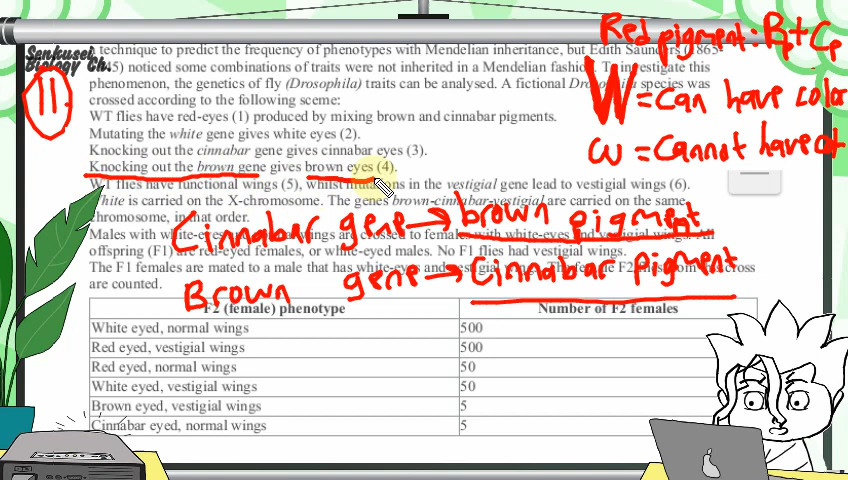 a technique to predict the frequency of phenotypes with Mendelian inheritance, but Edith Saunders (1865-
45) noticed some combinations of traits were not inherited in a Mendelian fashion. To investigate this
phenomenon, the genetics of fly (Drosophila) traits can be analysed. A fictional species was
crossed according to the following sceme:
WT flies have red-eyes (1) produced by mixing brown and cinnabar pigments.
Mutating the white gene gives white eyes (2).
Knocking out the cinnabar gene gives cinnabar eyes (3).
Knocking out the brown gene gives brown eyes (4).
WT flies have functional wings (5), whilst mutations in the vestigial gene lead to vestigial wings (6).
White is carried on the X-chromosome. The genes brown-cinnabar-vestigial are carried on the same
chromosome, in that order.
Males with white-eyes and wings are crossed to females with white-eyes and vestigial wings. All
offspring (F1) are red-eyed females, or white-eyed males. No F1 flies had vestigial wings.
The F1 females are mated to a male that has white-eyes and vestigial wings. The female F2 from cross
are counted.
F2 (female) phenotype Number of F2 females
White eyed, normal wings 500
Red eyed, vestigial wings 500
Red eyed, normal wings 50
White eyed, vestigial wings 50
Brown eyed, vestigial wings 5
Cinnabar eyed, normal wings 5
Senkusei
Biology Ch.
11
Red pigment: Bp + Cp
W = Can have color
w = Cannot have
Cinnabar gene → brown pigment
Brown gene → Cinnabar pigment